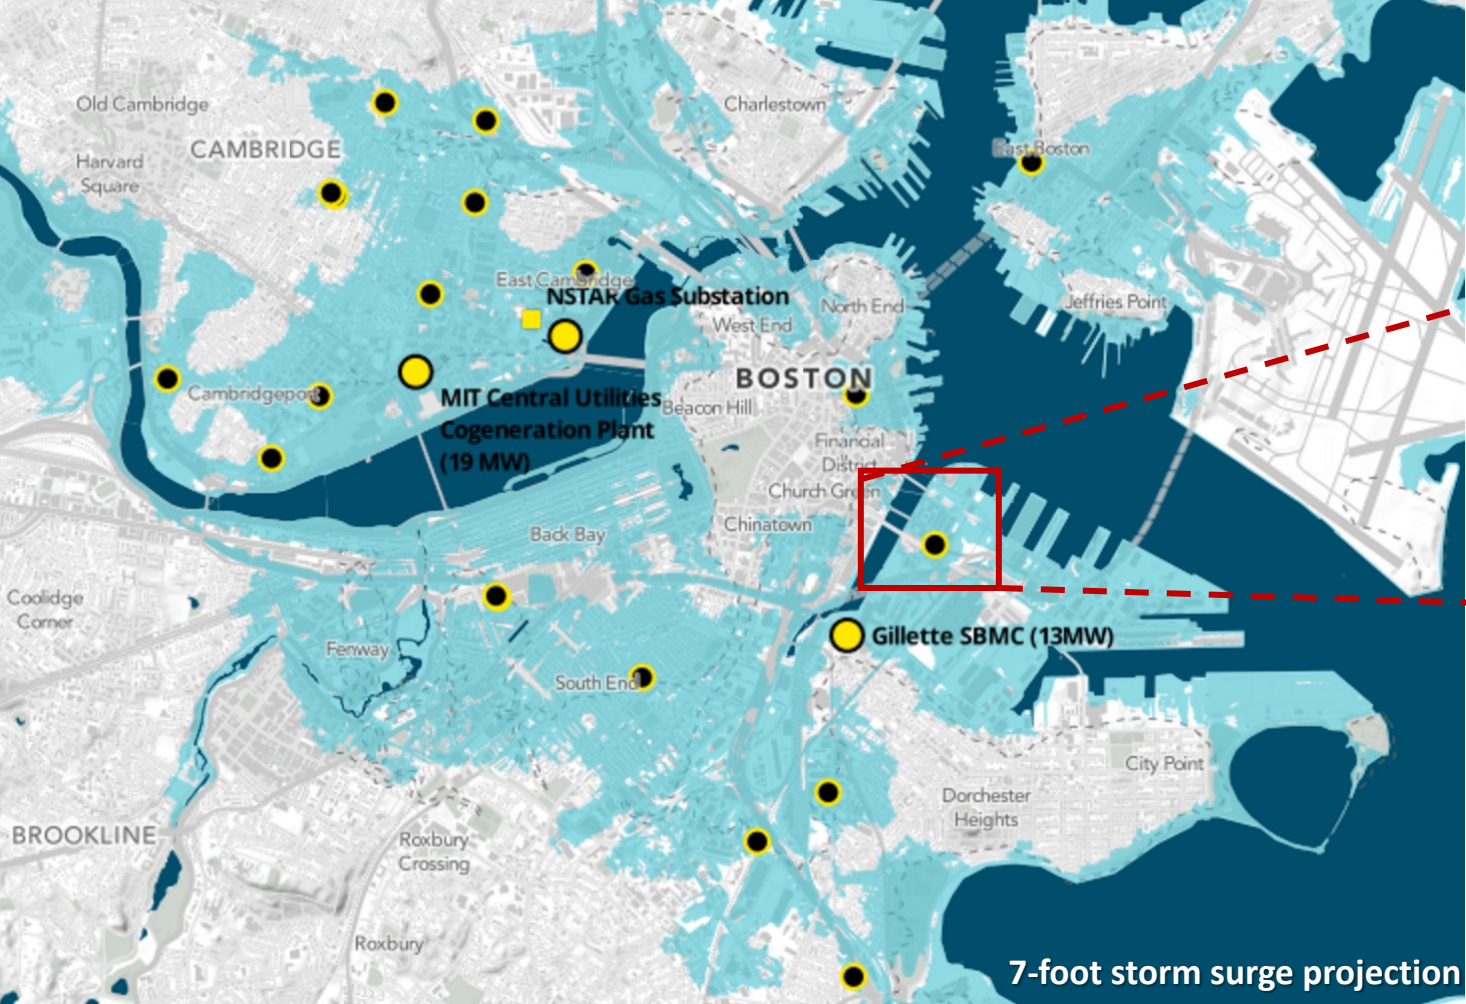 Old Cambridge
CAMBRIDGE
Harvard
Square
Charlestown
East Boston
East Cambridge
NSTAR Gas Substation
North End
Jeffries Point
West End
BOSTON
Cambridgeport
MIT Central Utilities
Cogeneration Plant
(19 MW)
Beacon Hill
Financial
District
Church Green
Chinatown
Back Bay
Coolidge
Corner
Fenway
Gillette SBMC (13MW)
South End
City Point
Dorchester
Heights
BROOKLINE
Roxbury
Crossing
Roxbury
7-foot storm surge projection